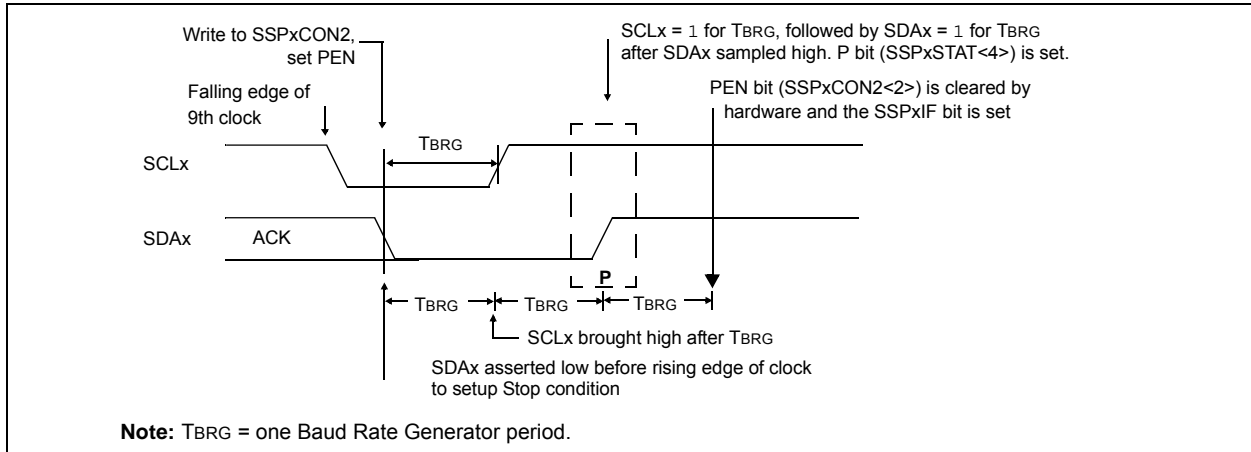 Write to SSPxCON2,
set PEN
SCLx = 1 for TBRG, followed by SDAx = 1 for TBRG
after SDAx sampled high. P bit (SSPxSTAT<4>) is set.
Falling edge of
9th clock
PEN bit (SSPxCON2<2>) is cleared by
hardware and the SSPxIF bit is set
TBRG
SCLx
SDAx
ACK
P
TBRG
TBRG
TBRG
SCLx brought high after TBRG
SDAx asserted low before rising edge of clock
to setup Stop condition
Note: TBRG = one Baud Rate Generator period.